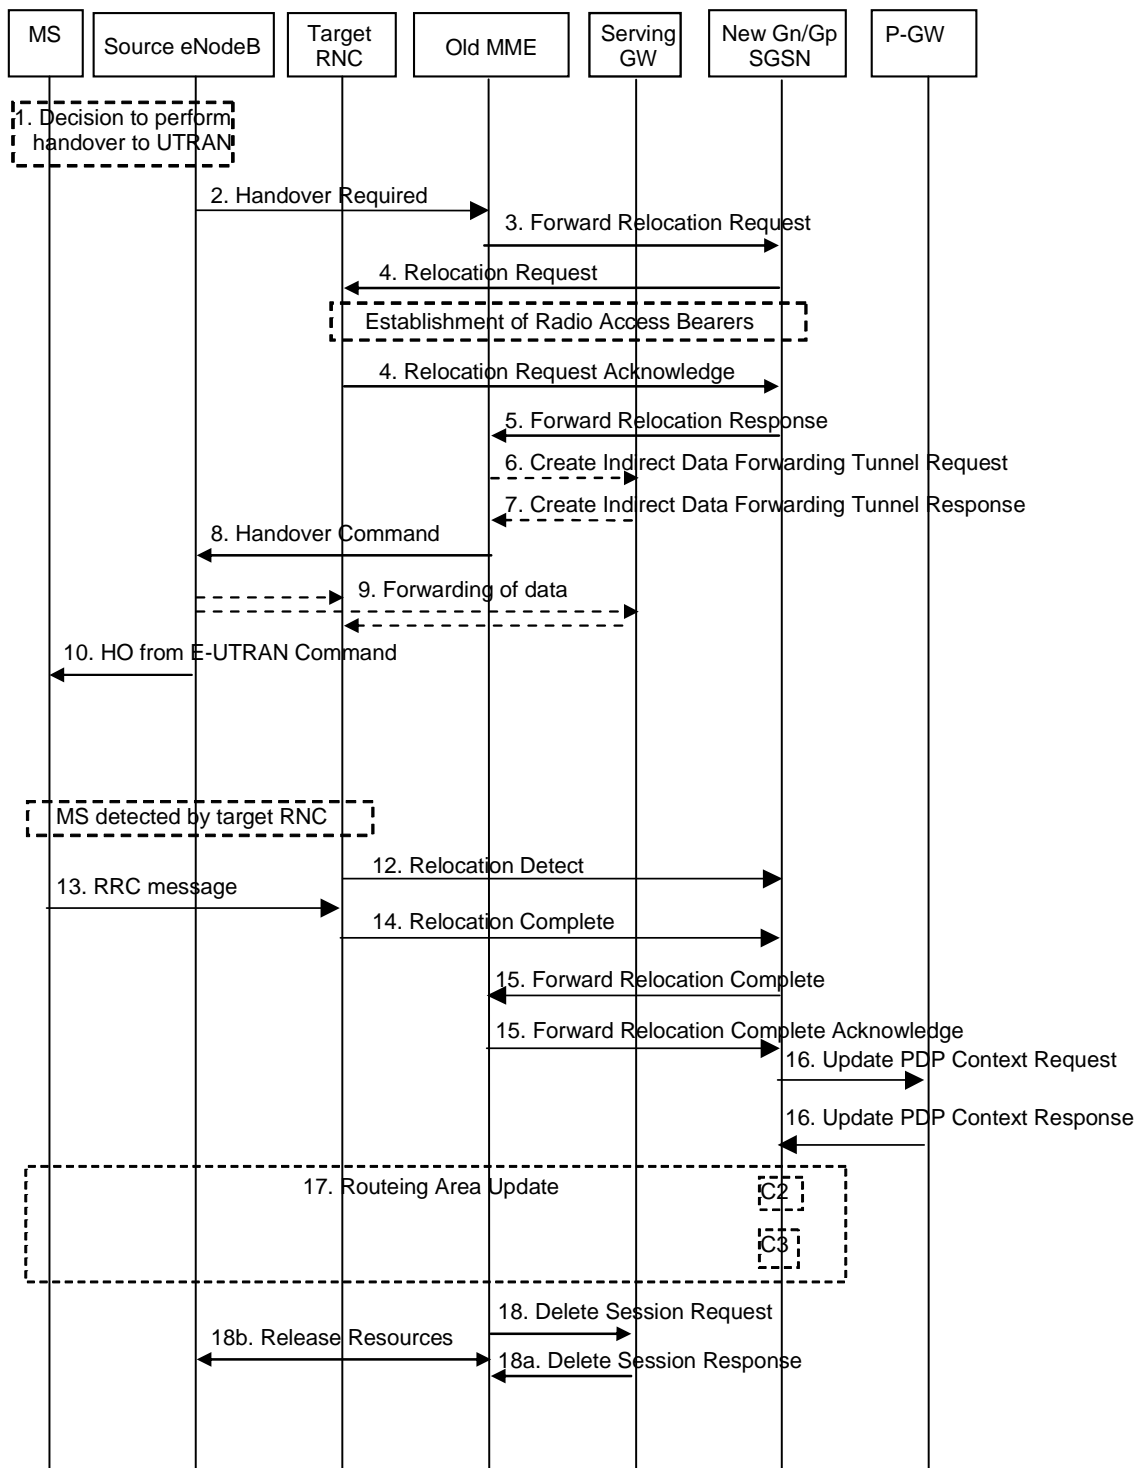 MS
Source eNodeB
Target
RNC
Old MME
Serving
GW
New Gn/Gp
SGSN
P-GW
1. Decision to perform
handover to UTRAN
2. Handover Required
3. Forward Relocation Request
4. Relocation Request
Establishment of Radio Access Bearers
4. Relocation Request Acknowledge
5. Forward Relocation Response
6. Create Indirect Data Forwarding Tunnel Request
7. Create Indirect Data Forwarding Tunnel Response
8. Handover Command
9. Forwarding of data
10. HO from E-UTRAN Command
MS detected by target RNC
12. Relocation Detect
13. RRC message
14. Relocation Complete
15. Forward Relocation Complete
15. Forward Relocation Complete Acknowledge
16. Update PDP Context Request
16. Update PDP Context Response
17. Routeing Area Update
C2
C3
18. Delete Session Request
18b. Release Resources
18a. Delete Session Response